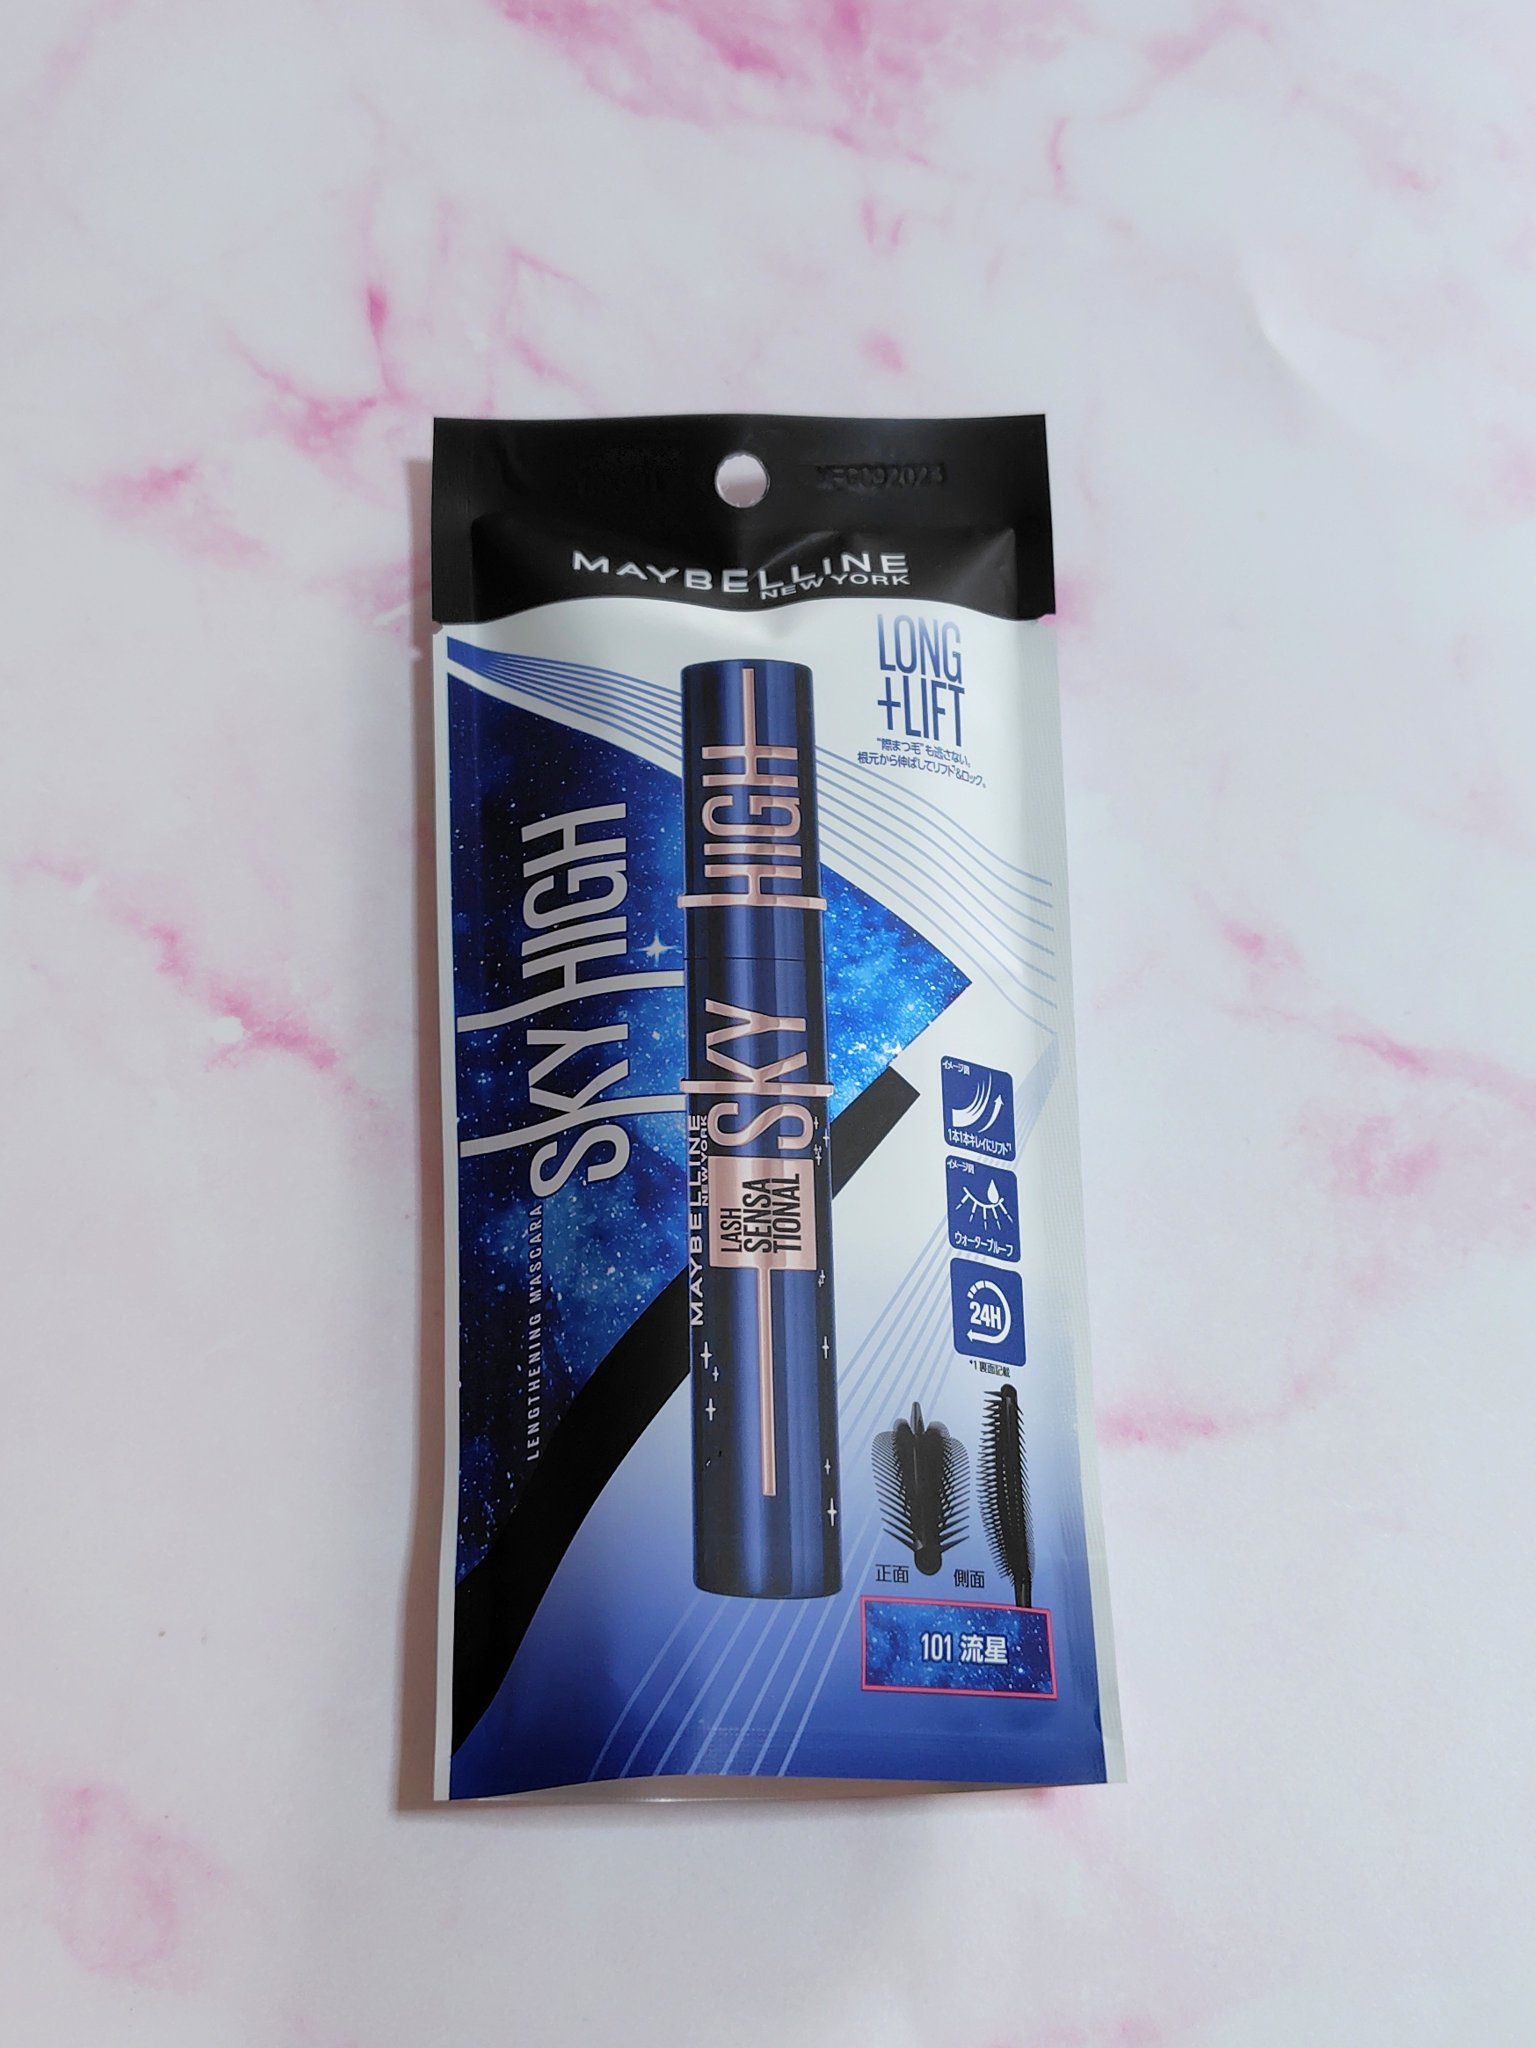 MAYBELLINE
NEW YORK
LONG
+LIFT
"際まつ毛"も逃さない。
根元から伸ばしてリフト&ロック。
SKY HIGH
LENGTHENING MASCARA
SKY HIGH
LASH
SENSA
TIONAL
MAYBELLINE
NEW YORK
イメージ図
1本1本キレイにリフト*1
イメージ図
ウォータープルーフ
24H
*1 裏面記載
正面
側面
101 流星